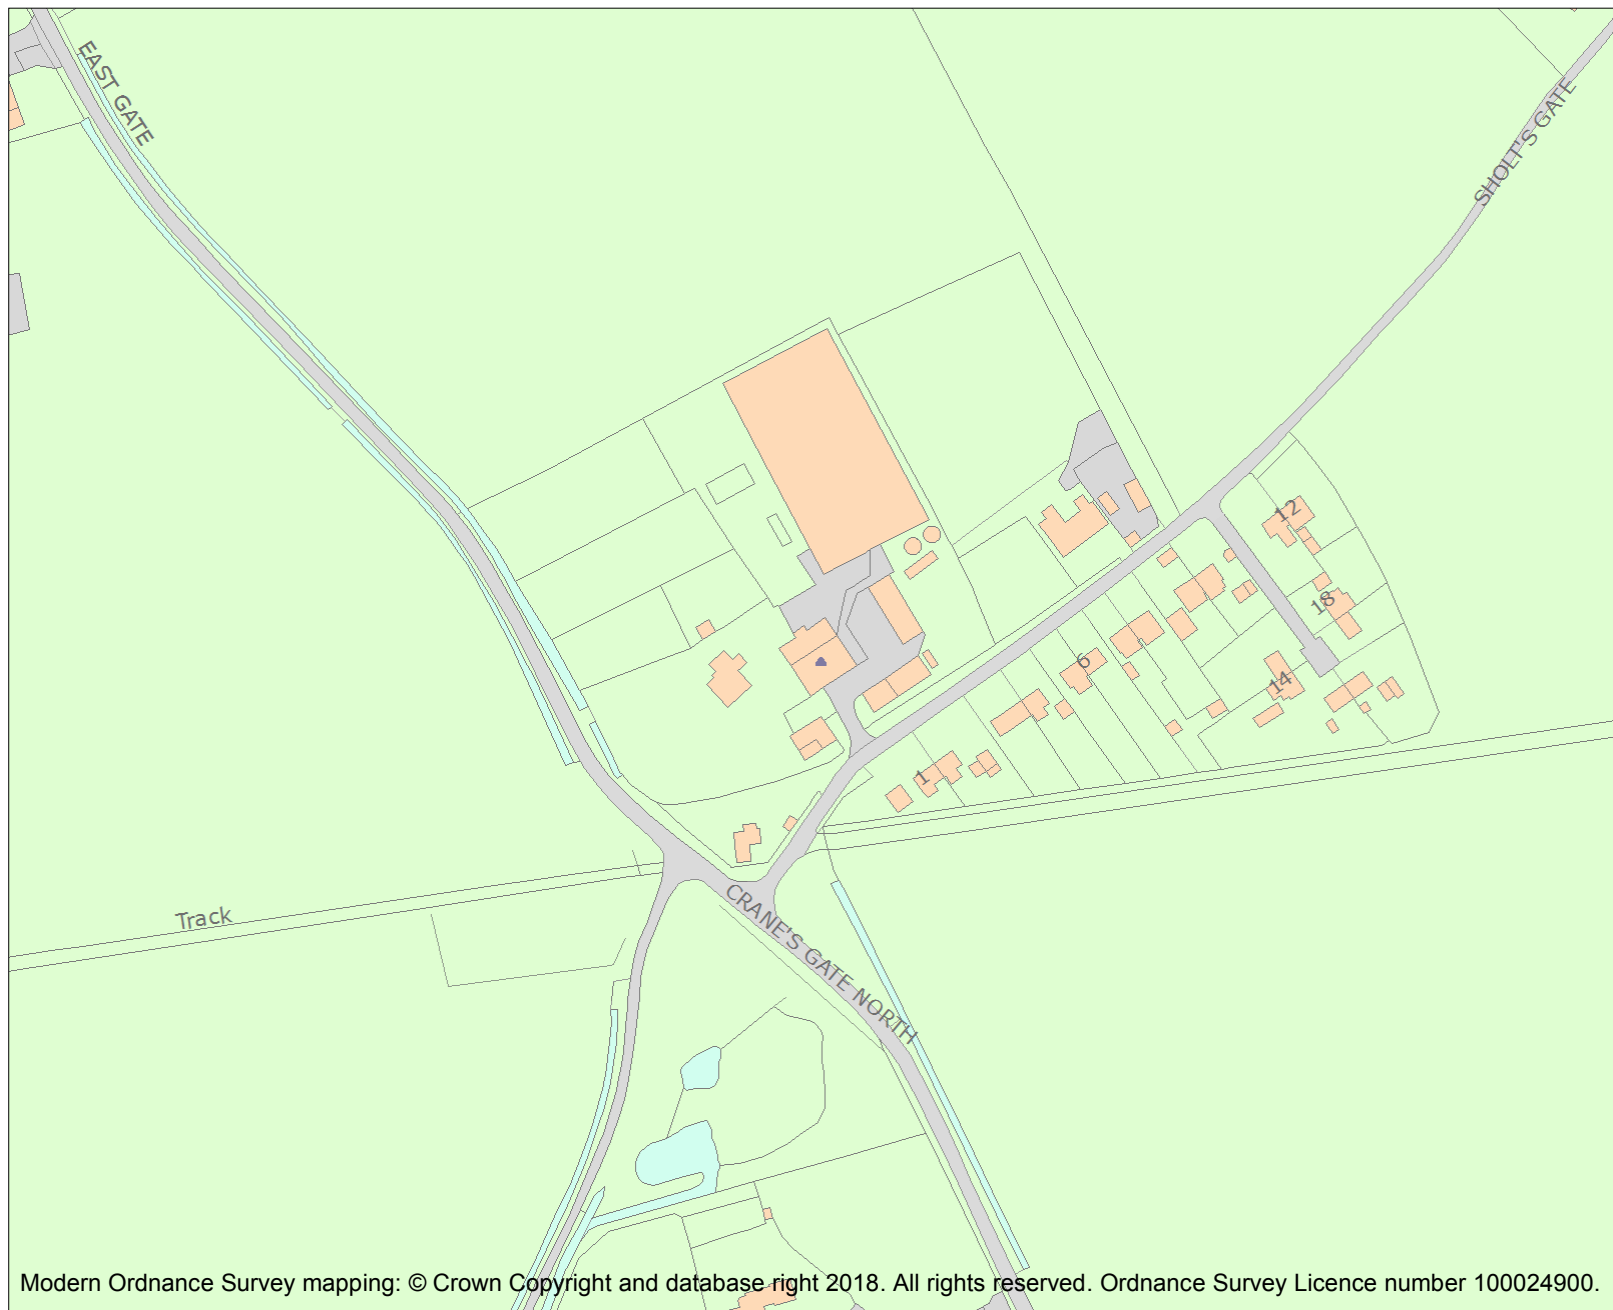 EAST GATE
SHOLT'S GATE
12
18
6
14
1
CRANE'S GATE NORTH
Track
Modern Ordnance Survey mapping: © Crown Copyright and database right 2018. All rights reserved. Ordnance Survey Licence number 100024900.